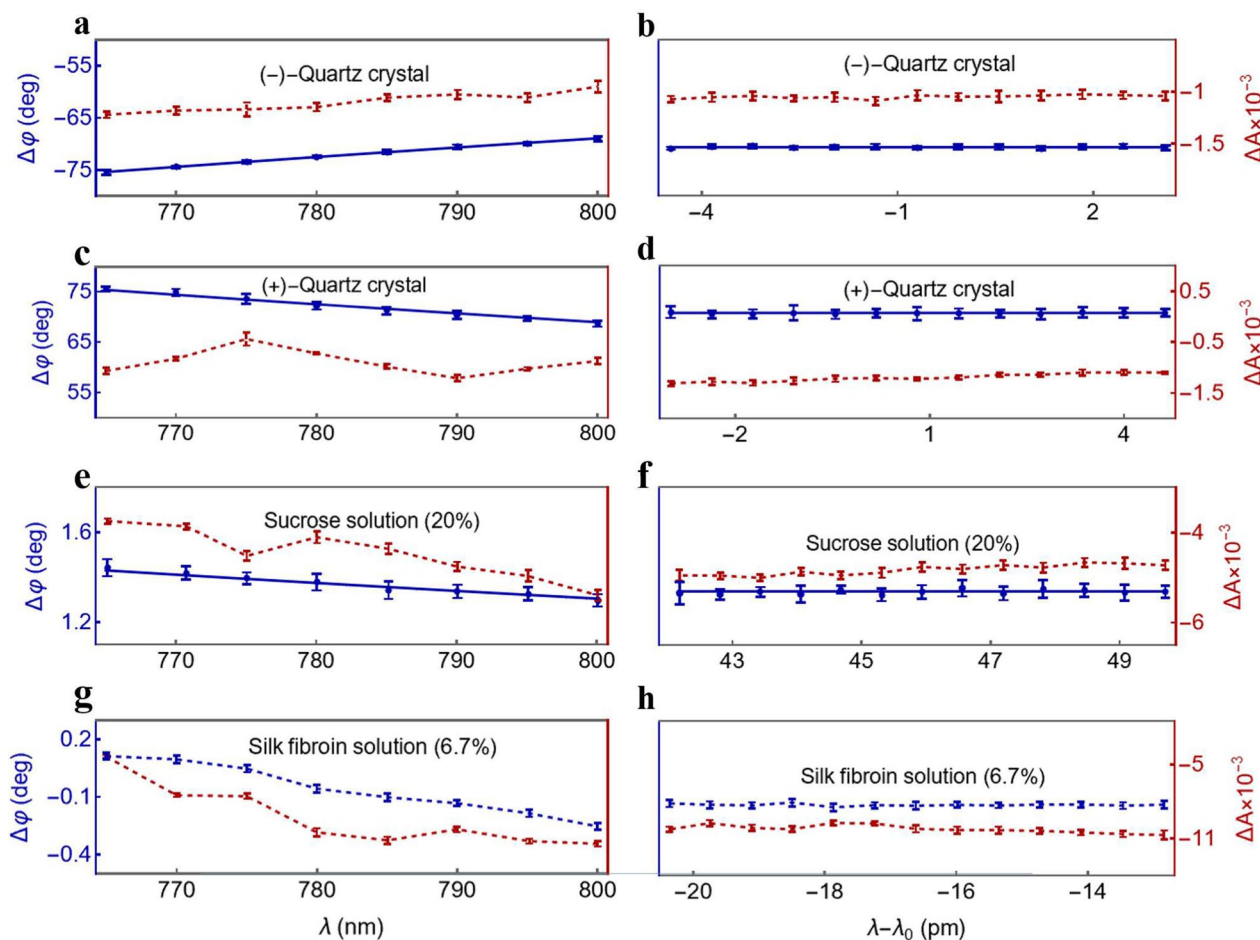 a
−55
−65
−75
Δφ (deg)
(−)−Quartz crystal
770 780 790 800
b
(−)−Quartz crystal
−1
−1.5
ΔA×10⁻³
−4 −1 2
c
75
65
55
Δφ (deg)
(+)−Quartz crystal
770 780 790 800
d
(+)−Quartz crystal
0.5
−0.5
−1.5
ΔA×10⁻³
−2 1 4
e
1.6
1.2
Δφ (deg)
Sucrose solution (20%)
770 780 790 800
f
Sucrose solution (20%)
−4
−6
ΔA×10⁻³
43 45 47 49
g
0.2
−0.1
−0.4
Δφ (deg)
Silk fibroin solution (6.7%)
770 780 790 800
λ (nm)
h
Silk fibroin solution (6.7%)
−5
−11
ΔA×10⁻³
−20 −18 −16 −14
λ−λ₀ (pm)